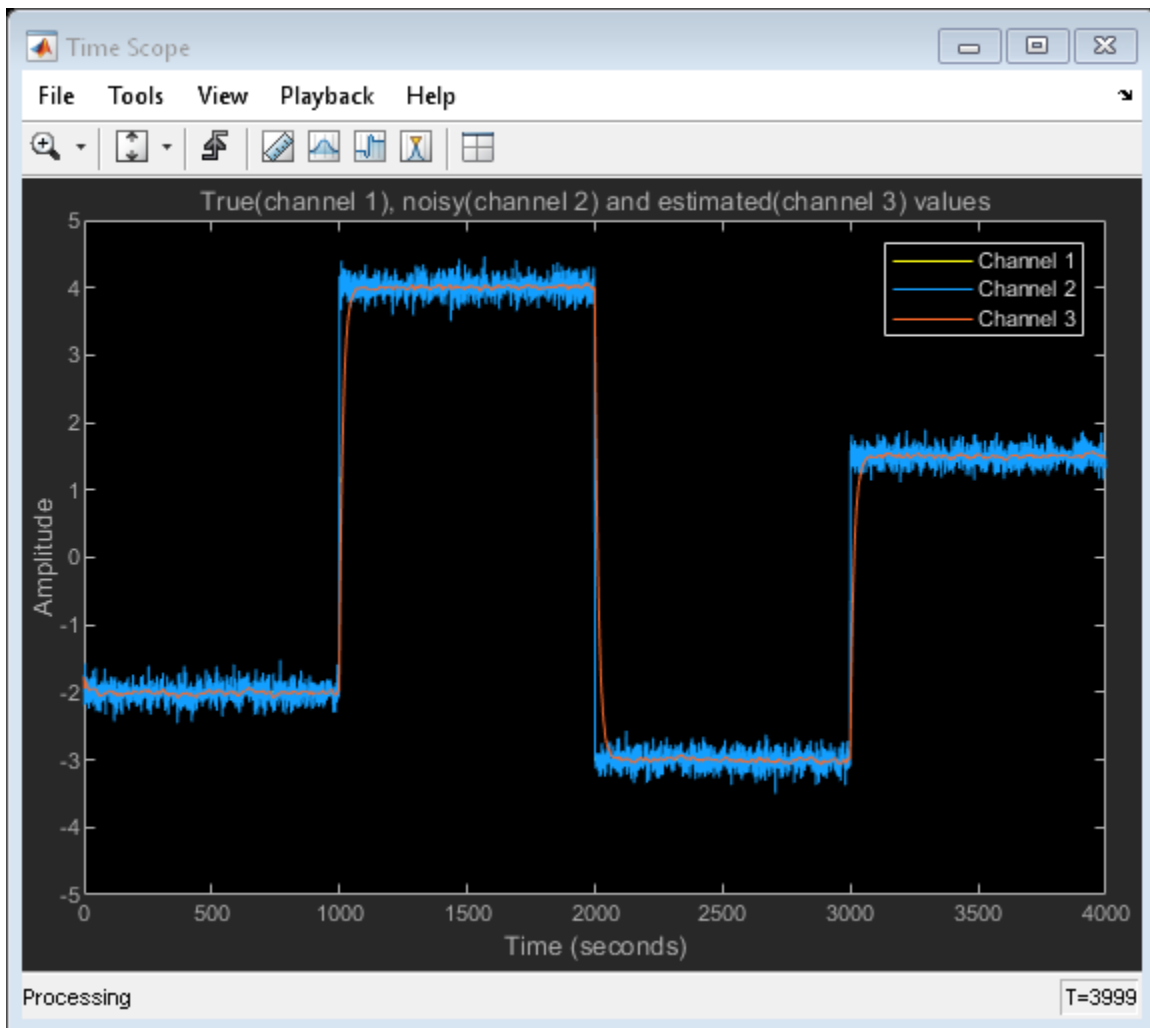 Time Scope
File Tools View Playback Help
True(channel 1), noisy(channel 2) and estimated(channel 3) values
Channel 1
Channel 2
Channel 3
5
4
3
2
1
0
-1
-2
-3
-4
-5
Amplitude
0 500 1000 1500 2000 2500 3000 3500 4000
Time (seconds)
Processing T=3999